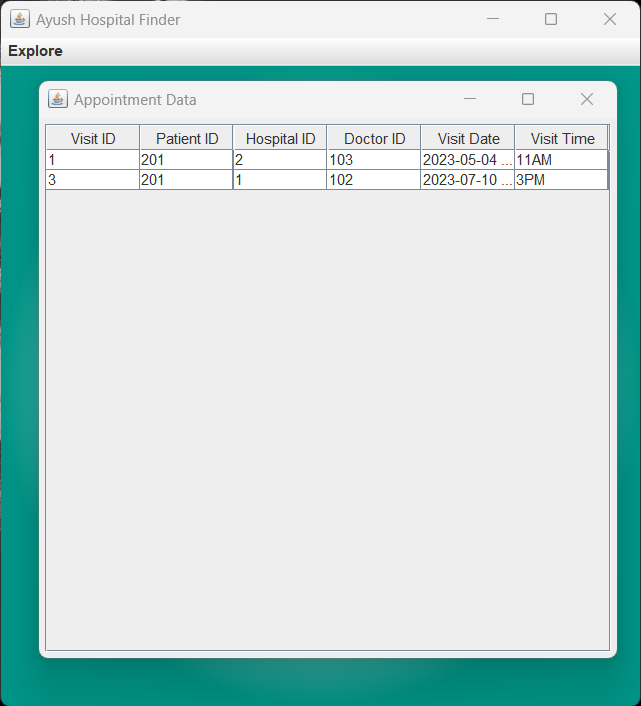 Ayush Hospital Finder
Explore
Appointment Data
Visit ID Patient ID Hospital ID Doctor ID Visit Date Visit Time
1 201 2 103 2023-05-04 ... 11AM
3 201 1 102 2023-07-10 ... 3PM